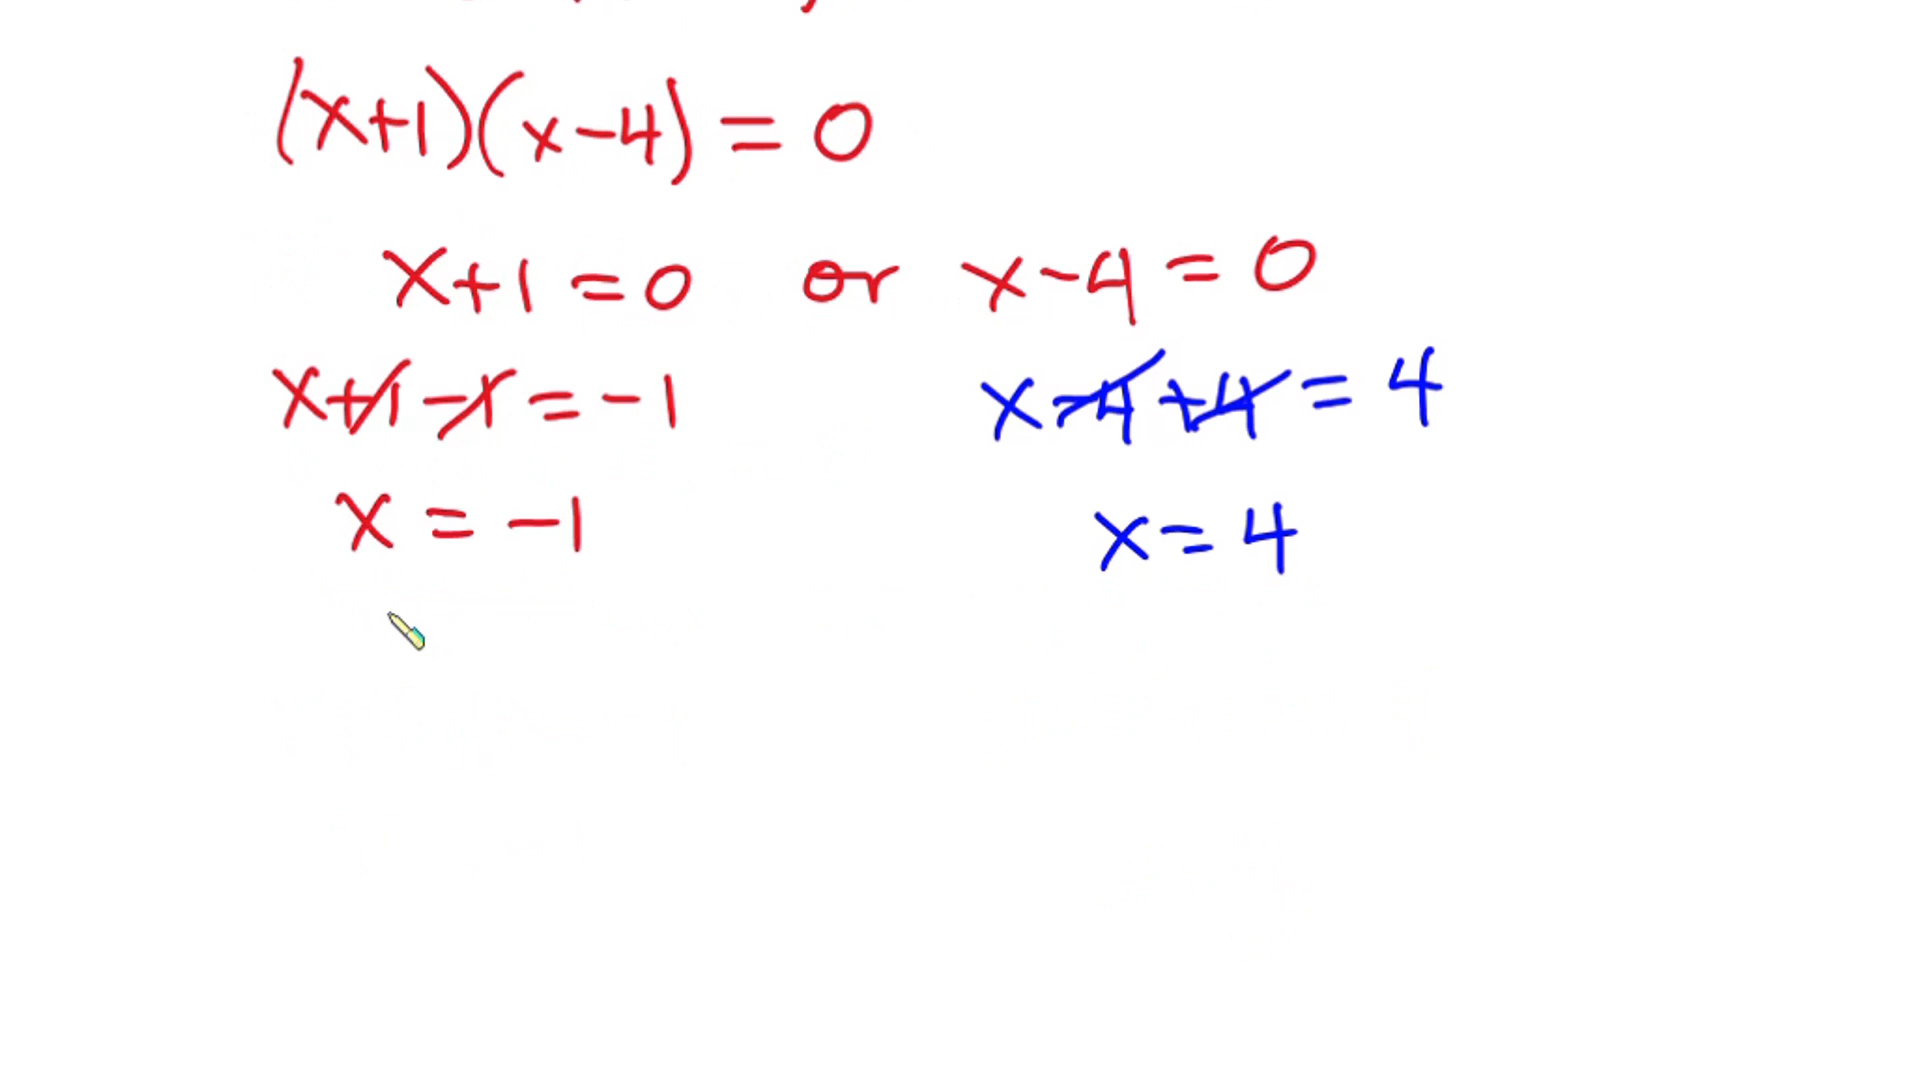 (x+1)(x-4) = 0
x+1 = 0 or x-4 = 0
x+1-1 = -1 x-4+4 = 4
x = -1 x = 4